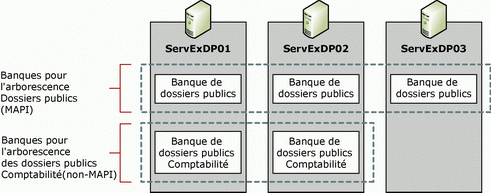 ServExDP01
ServExDP02
ServExDP03
Banques pour
l'arborescence
Dossiers publics
(MAPI)
Banque de
dossiers publics
Banque de
dossiers publics
Banque de
dossiers publics
Banques pour
l'arborescence
des dossiers publics
Comptabilité(non-MAPI)
Banque de
dossiers publics
Comptabilité
Banque de
dossiers publics
Comptabilité